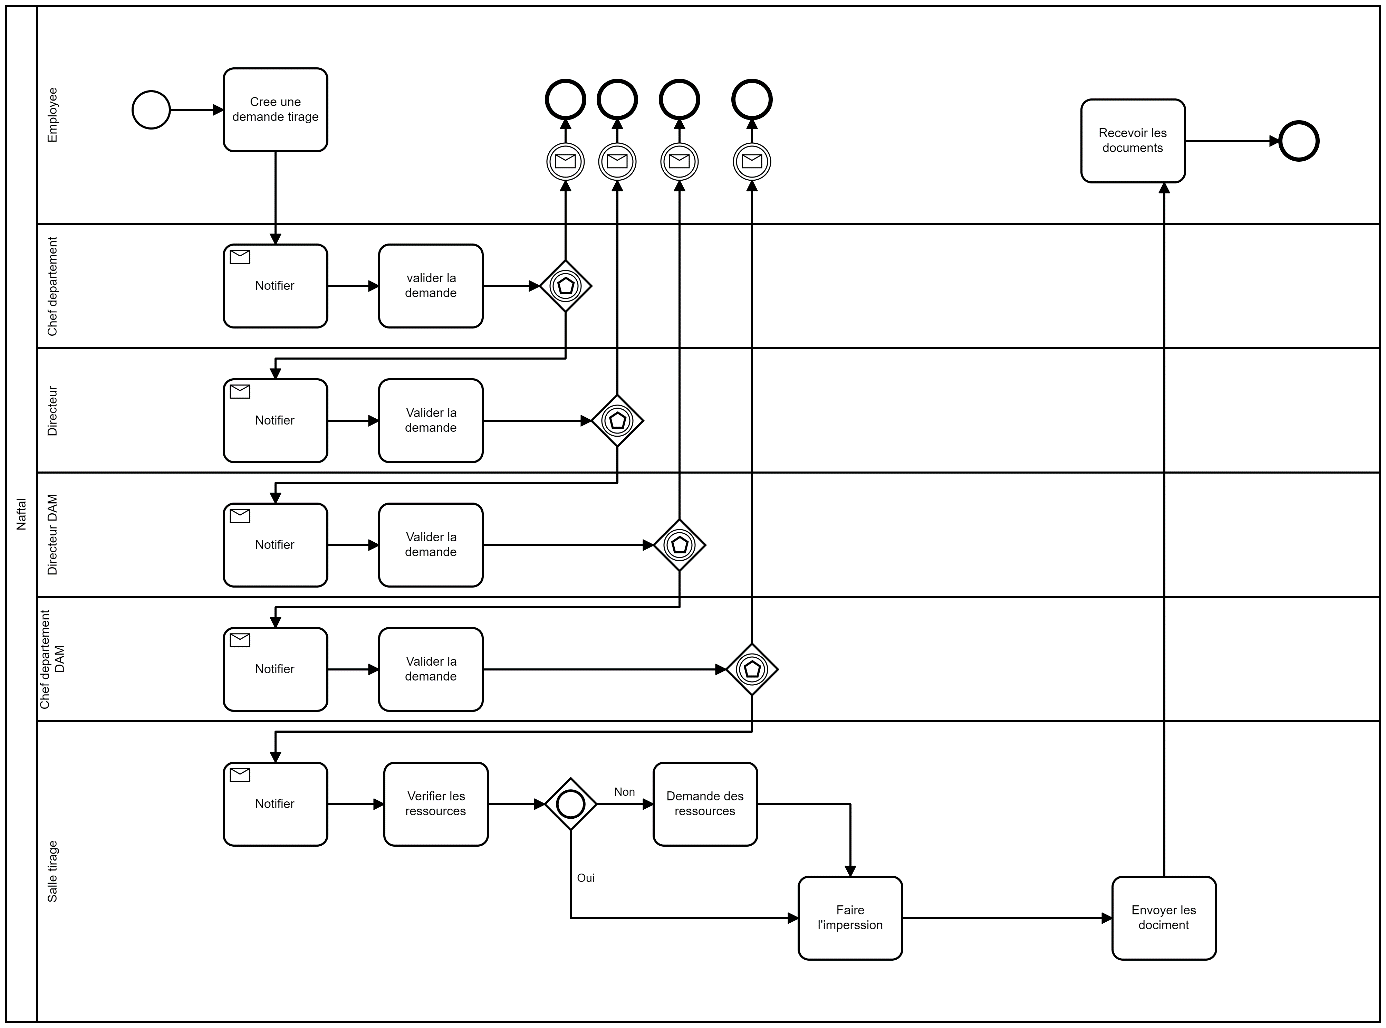 Naftal
Employee
Cree une
demande tirage
Recevoir les
documents
Chef departement
Notifier
valider la
demande
Directeur
Notifier
Valider la
demande
Directeur DAM
Notifier
Valider la
demande
Chef departement
DAM
Notifier
Valider la
demande
Salle tirage
Notifier
Verifier les
ressources
Non
Demande des
ressources
Oui
Faire
l'imperssion
Envoyer les
dociment